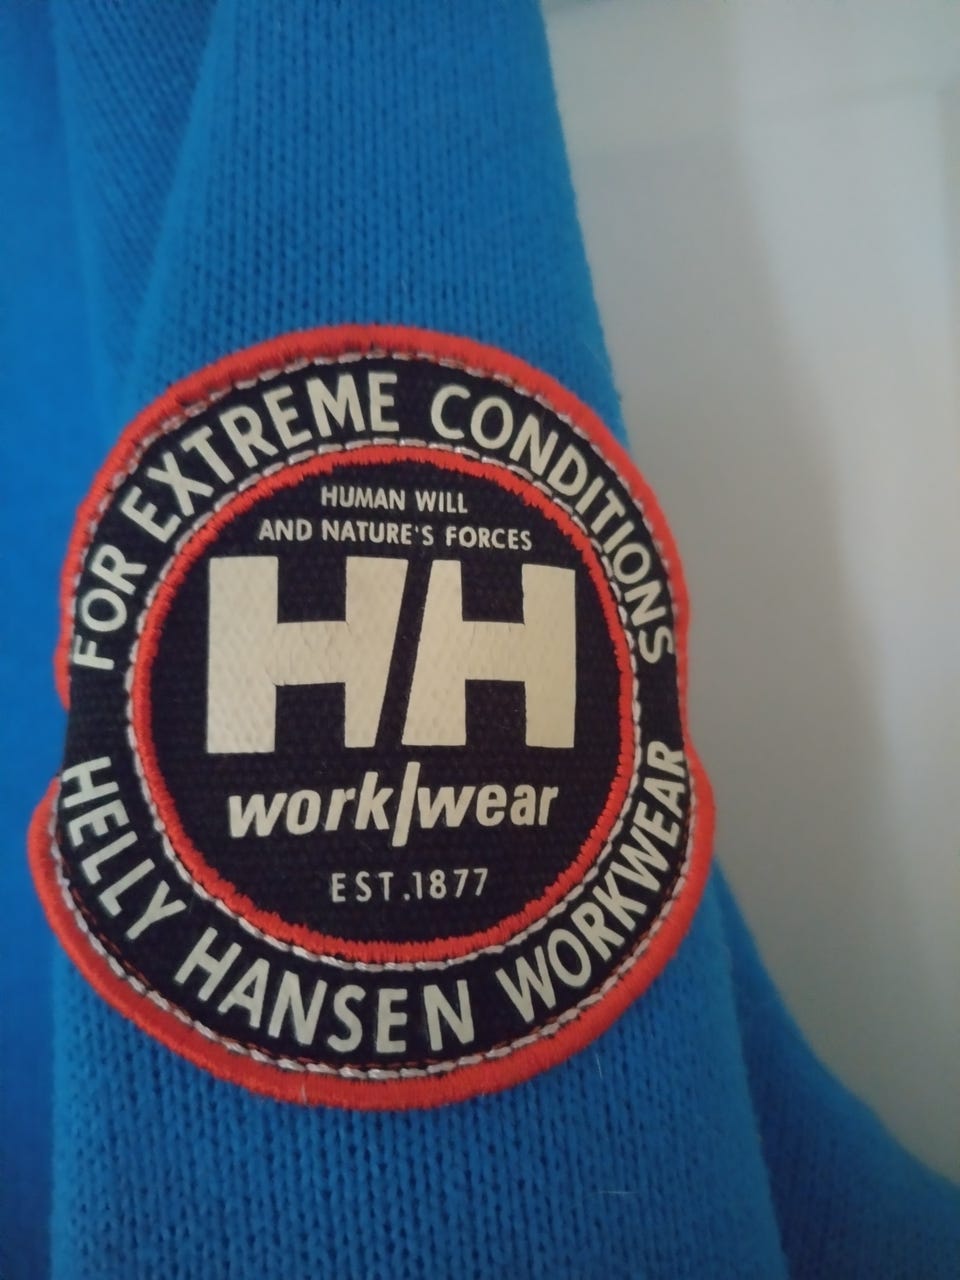 FOR EXTREME CONDITIONS
HUMAN WILL
AND NATURE'S FORCES
HH
work/wear
EST.1877
HELLY HANSEN WORKWEAR